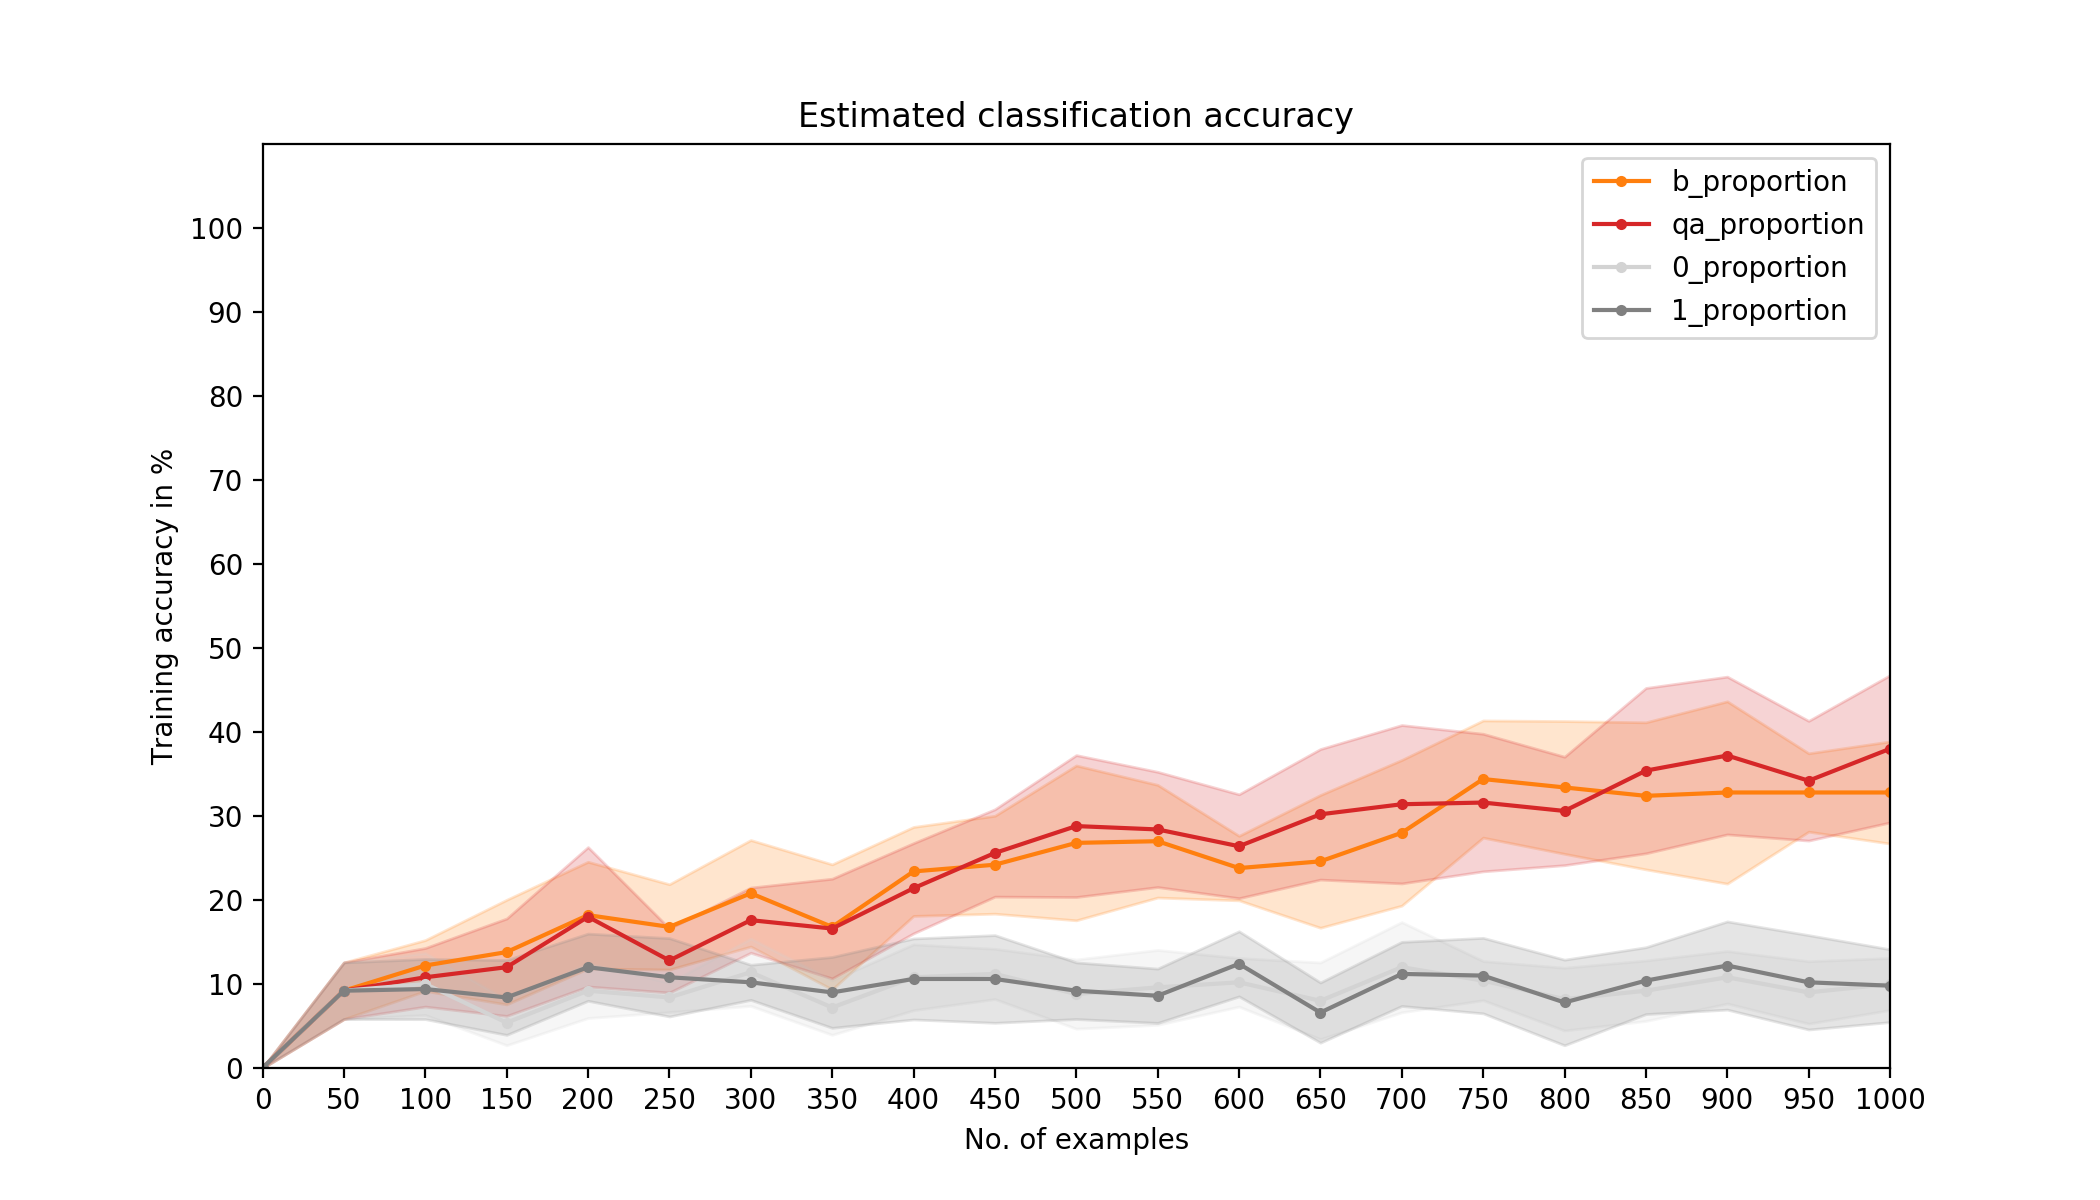 Estimated classification accuracy
b_proportion
qa_proportion
0_proportion
1_proportion
100
90
80
70
60
50
40
30
20
10
0
Training accuracy in %
0 50 100 150 200 250 300 350 400 450 500 550 600 650 700 750 800 850 900 950 1000
No. of examples